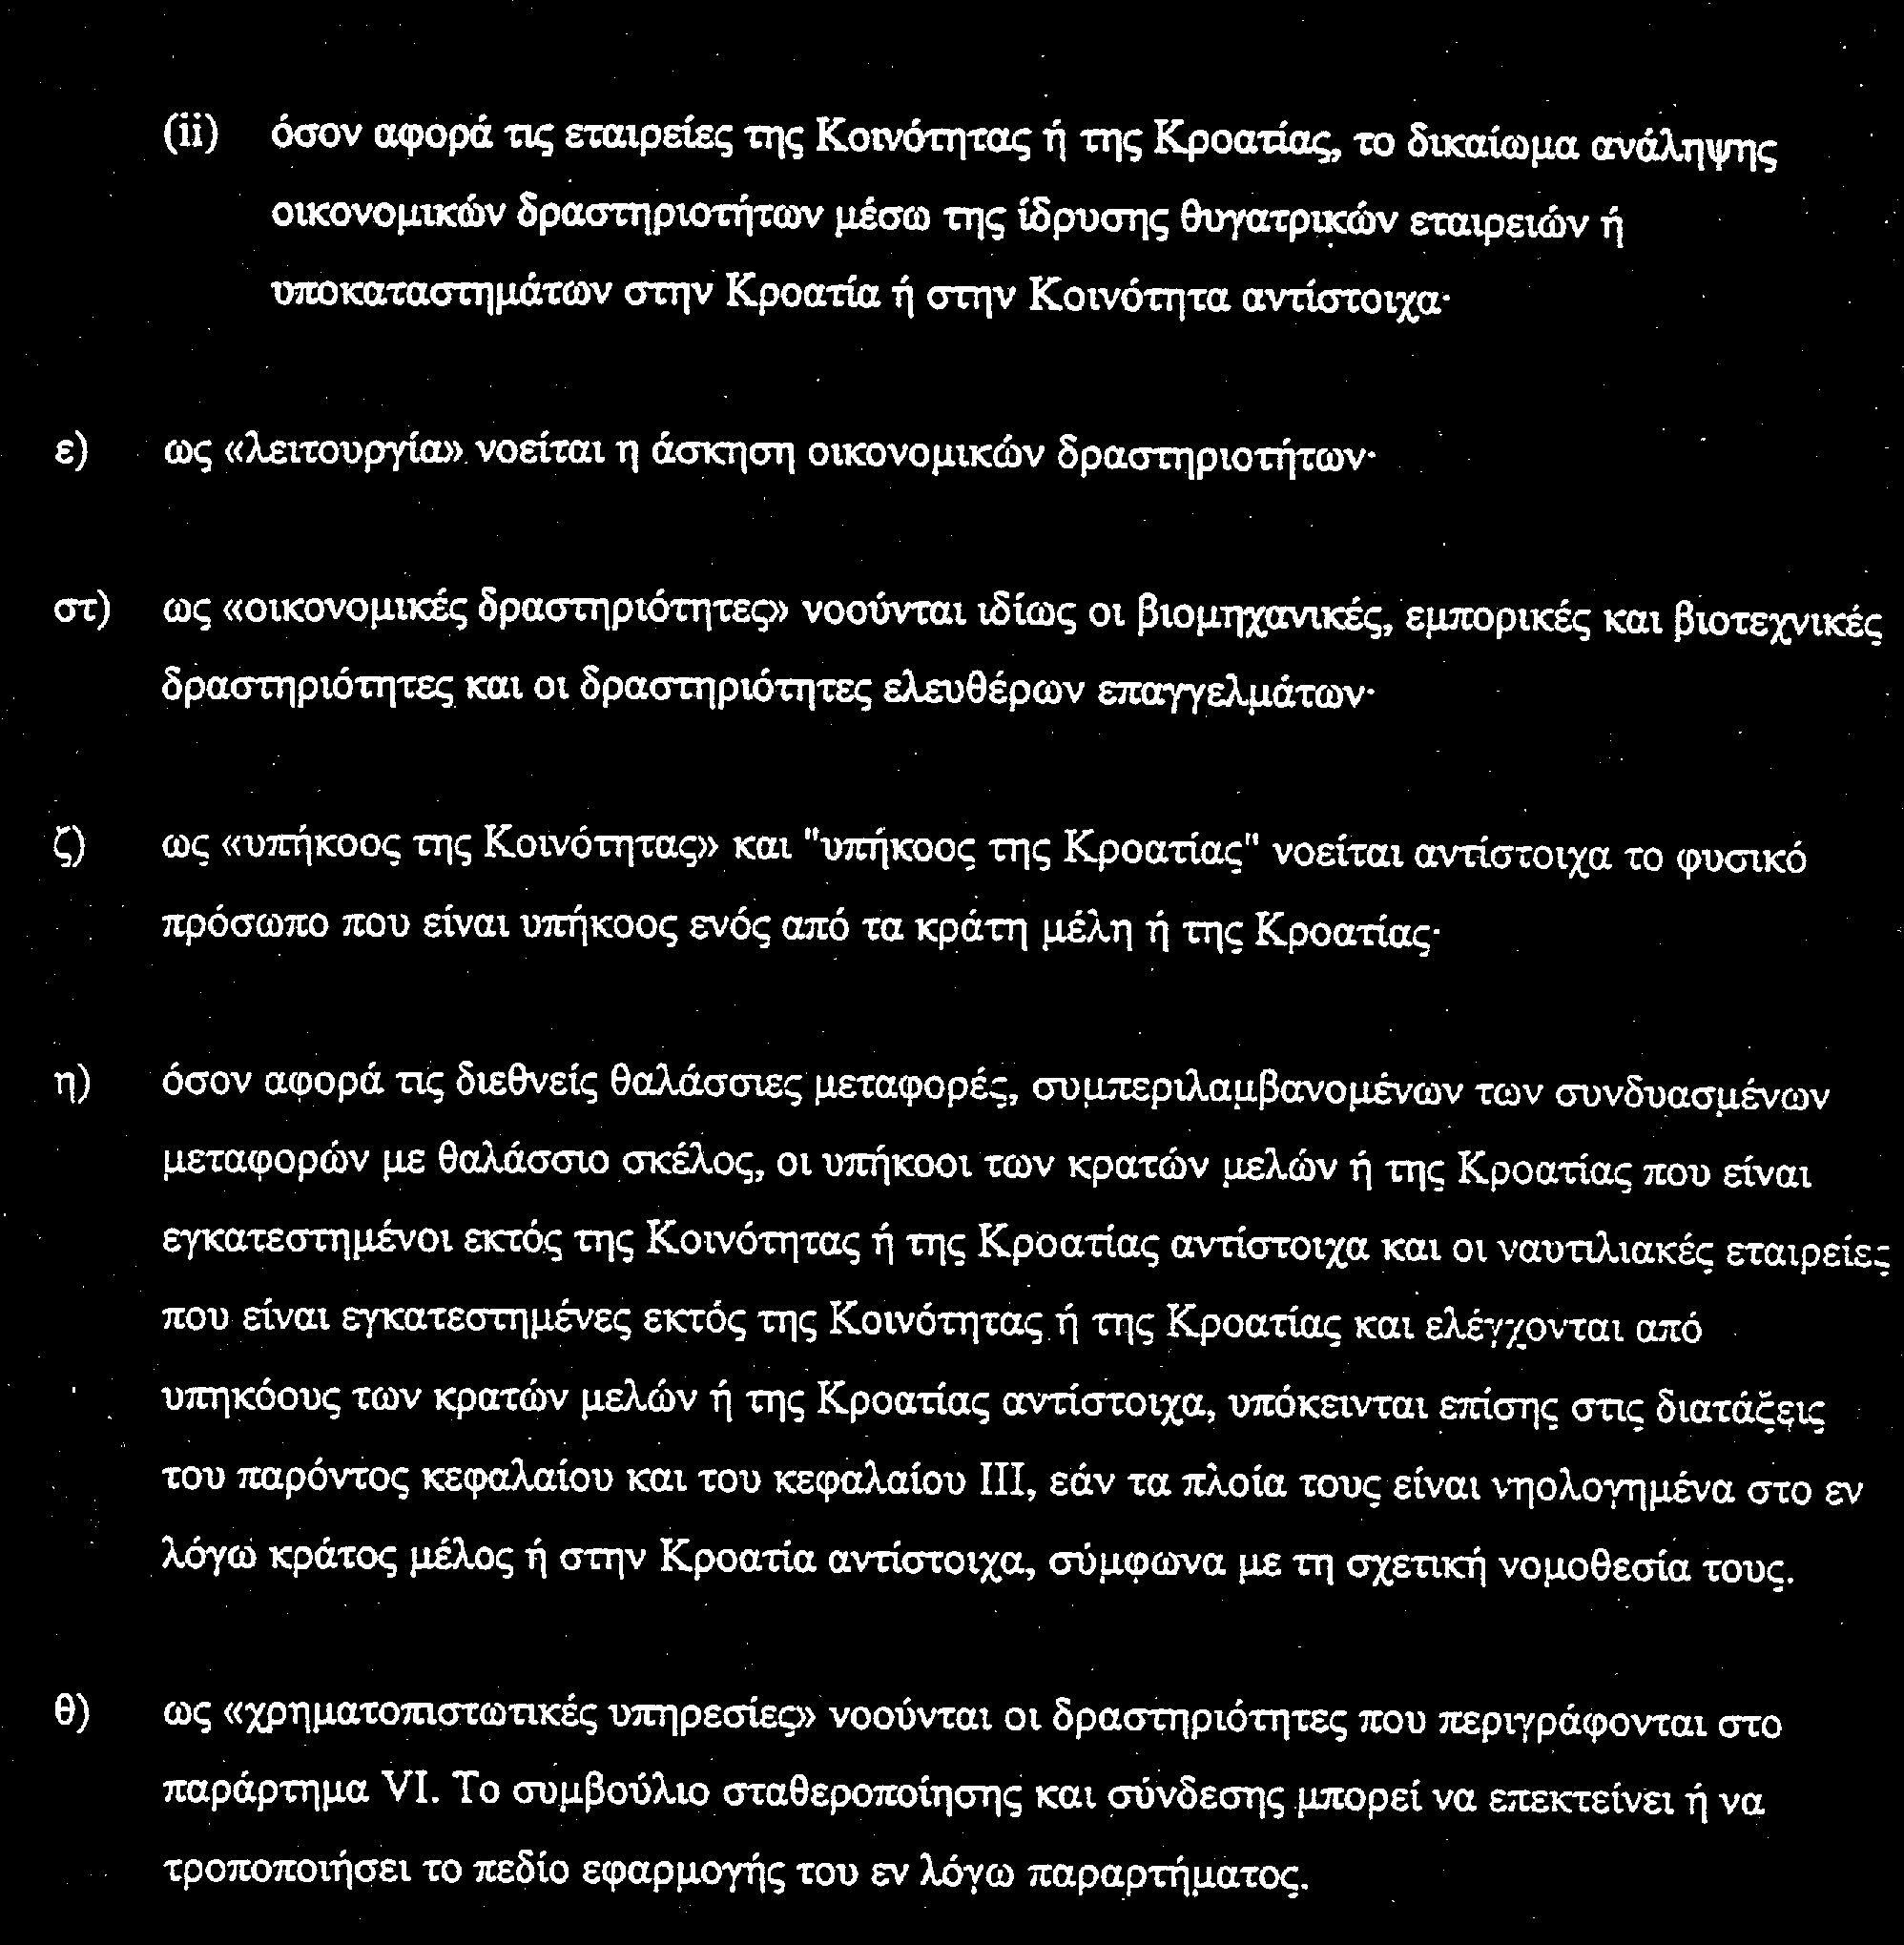 (ii) όσον αφορά τις εταιρείες της Κοινότητας ή της Κροατίας, το δικαίωμα ανάληψης
οικονομικών δραστηριοτήτων μέσω της ίδρυσης θυγατρικών εταιρειών ή
υποκαταστημάτων στην Κροατία ή στην Κοινότητα αντίστοιχα·
ε) ως «λειτουργία» νοείται η άσκηση οικονομικών δραστηριοτήτων·
στ) ως «οικονομικές δραστηριότητες» νοούνται ιδίως οι βιομηχανικές, εμπορικές και βιοτεχνικές
δραστηριότητες και οι δραστηριότητες ελευθέρων επαγγελμάτων·
ζ) ως «υπήκοος της Κοινότητας» και "υπήκοος της Κροατίας" νοείται αντίστοιχα το φυσικό
πρόσωπο που είναι υπήκοος ενός από τα κράτη μέλη ή της Κροατίας·
η) όσον αφορά τις διεθνείς θαλάσσιες μεταφορές, συμπεριλαμβανομένων των συνδυασμένων
μεταφορών με θαλάσσιο σκέλος, οι υπήκοοι των κρατών μελών ή της Κροατίας που είναι
εγκατεστημένοι εκτός της Κοινότητας ή της Κροατίας αντίστοιχα και οι ναυτιλιακές εταιρείες
που είναι εγκατεστημένες εκτός της Κοινότητας ή της Κροατίας και ελέγχονται από
υπηκόους των κρατών μελών ή της Κροατίας αντίστοιχα, υπόκεινται επίσης στις διατάξεις
του παρόντος κεφαλαίου και του κεφαλαίου III, εάν τα πλοία τους είναι νηολογημένα στο εν
λόγω κράτος μέλος ή στην Κροατία αντίστοιχα, σύμφωνα με τη σχετική νομοθεσία τους.
θ) ως «χρηματοπιστωτικές υπηρεσίες» νοούνται οι δραστηριότητες που περιγράφονται στο
παράρτημα VI. Το συμβούλιο σταθεροποίησης και σύνδεσης μπορεί να επεκτείνει ή να
τροποποιήσει το πεδίο εφαρμογής του εν λόγω παραρτήματος.